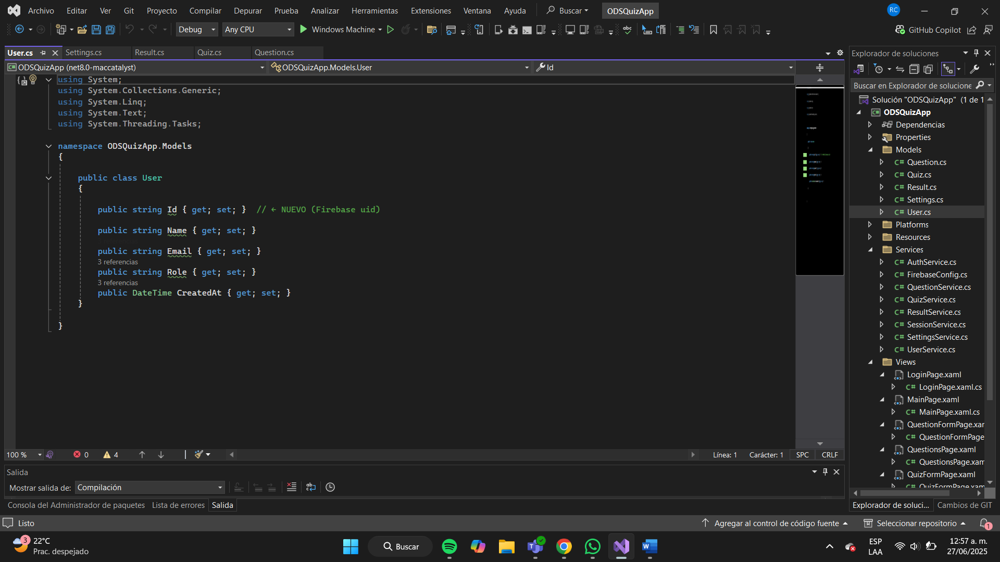 Archivo Editar Ver Git Proyecto Compilar Depurar Prueba Analizar Herramientas Extensiones Ventana Ayuda Buscar ODSQuizApp RC
Debug Any CPU Windows Machine abc GitHub Copilot
User.cs Settings.cs Result.cs Quiz.cs Question.cs
C# ODSQuizApp (net8.0-maccatalyst) ODSQuizApp.Models.User Id
using System;
using System.Collections.Generic;
using System.Linq;
using System.Text;
using System.Threading.Tasks;
namespace ODSQuizApp.Models
{
public class User
{
public string Id { get; set; } // ← NUEVO (Firebase uid)
public string Name { get; set; }
public string Email { get; set; }
3 referencias
public string Role { get; set; }
3 referencias
public DateTime CreatedAt { get; set; }
}
}
100 % 0 4 Línea: 1 Carácter: 1 SPC CRLF
Salida
Mostrar salida de: Compilación
Consola del Administrador de paquetes Lista de errores Salida
Explorador de soluciones
Buscar en Explorador de solucione
Solución "ODSQuizApp" (1 de 1
C# ODSQuizApp
Dependencias
Properties
Models
C# Question.cs
C# Quiz.cs
C# Result.cs
C# Settings.cs
C# User.cs
Platforms
Resources
Services
C# AuthService.cs
C# FirebaseConfig.cs
C# QuestionService.cs
C# QuizService.cs
C# ResultService.cs
C# SessionService.cs
C# SettingsService.cs
C# UserService.cs
Views
LoginPage.xaml
C# LoginPage.xaml.cs
MainPage.xaml
C# MainPage.xaml.cs
QuestionFormPage.xar
C# QuestionFormPage
QuestionsPage.xaml
C# QuestionsPage.xam
QuizFormPage.xaml
C# QuizFormPage.xam
Explorador de soluci... Cambios de GIT
Listo Agregar al control de código fuente Seleccionar repositorio 1
3 22°C
Prac. despejado
Buscar
ESP
LAA
12:57 a. m.
27/06/2025